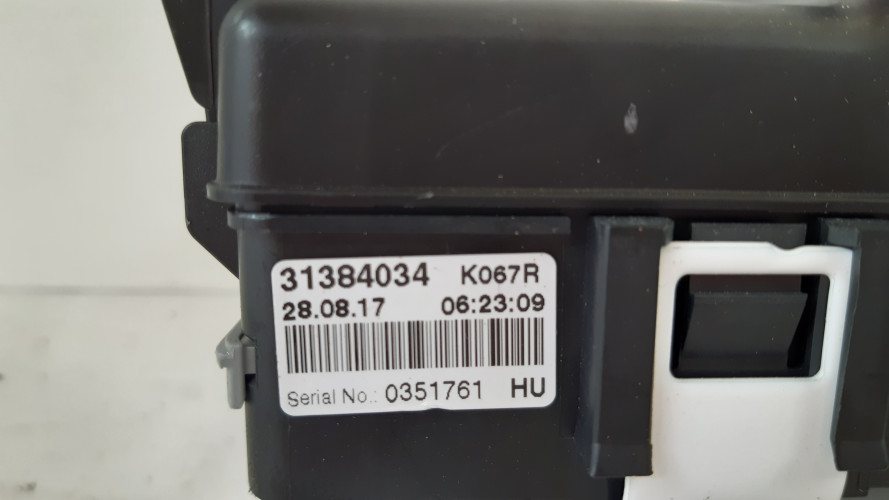 31384034 K067R
28.08.17 06:23:09
Serial No.: 0351761 HU